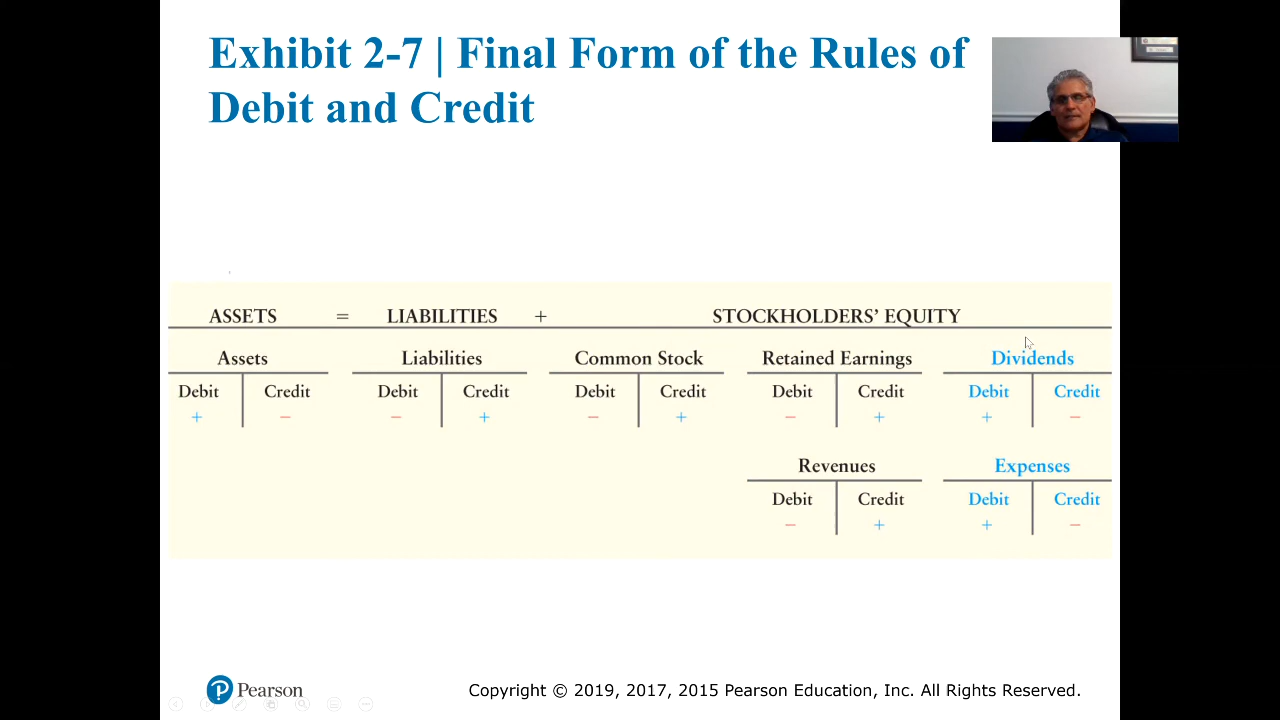 Exhibit 2-7 | Final Form of the Rules of
Debit and Credit
ASSETS = LIABILITIES + STOCKHOLDERS’ EQUITY
Assets Liabilities Common Stock Retained Earnings Dividends
Debit Credit Debit Credit Debit Credit Debit Credit Debit Credit
+ − − + − + − + + −
Revenues Expenses
Debit Credit Debit Credit
− + + −
Pearson
Copyright © 2019, 2017, 2015 Pearson Education, Inc. All Rights Reserved.